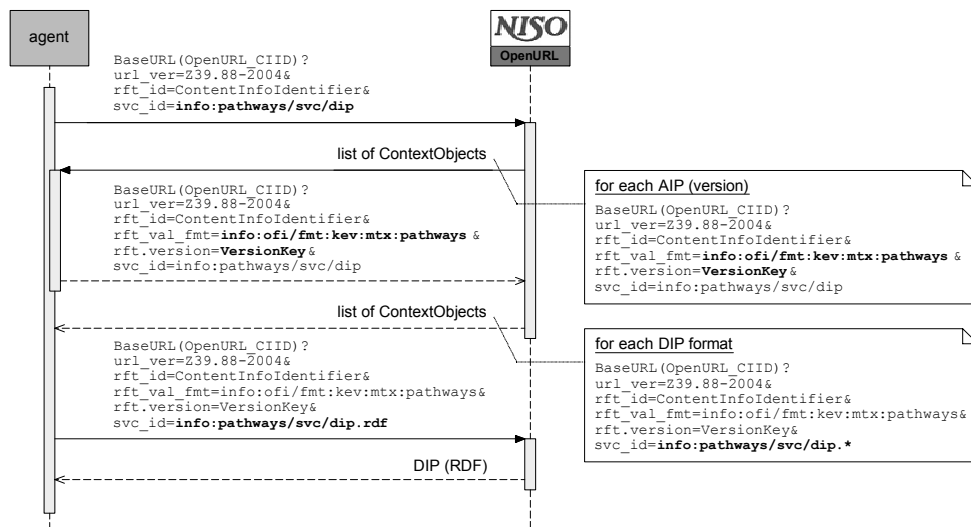 agent
NISO
OpenURL
BaseURL(OpenURL_CIID)?
url_ver=Z39.88-2004&
rft_id=ContentInfoIdentifier&
svc_id=info:pathways/svc/dip
list of ContextObjects
BaseURL(OpenURL_CIID)?
url_ver=Z39.88-2004&
rft_id=ContentInfoIdentifier&
rft_val_fmt=info:ofi/fmt:kev:mtx:pathways &
rft.version=VersionKey&
svc_id=info:pathways/svc/dip
for each AIP (version)
BaseURL(OpenURL_CIID)?
url_ver=Z39.88-2004&
rft_id=ContentInfoIdentifier&
rft_val_fmt=info:ofi/fmt:kev:mtx:pathways &
rft.version=VersionKey&
svc_id=info:pathways/svc/dip
list of ContextObjects
BaseURL(OpenURL_CIID)?
url_ver=Z39.88-2004&
rft_id=ContentInfoIdentifier&
rft_val_fmt=info:ofi/fmt:kev:mtx:pathways&
rft.version=VersionKey&
svc_id=info:pathways/svc/dip.rdf
for each DIP format
BaseURL(OpenURL_CIID)?
url_ver=Z39.88-2004&
rft_id=ContentInfoIdentifier&
rft_val_fmt=info:ofi/fmt:kev:mtx:pathways&
rft.version=VersionKey&
svc_id=info:pathways/svc/dip.*
DIP (RDF)